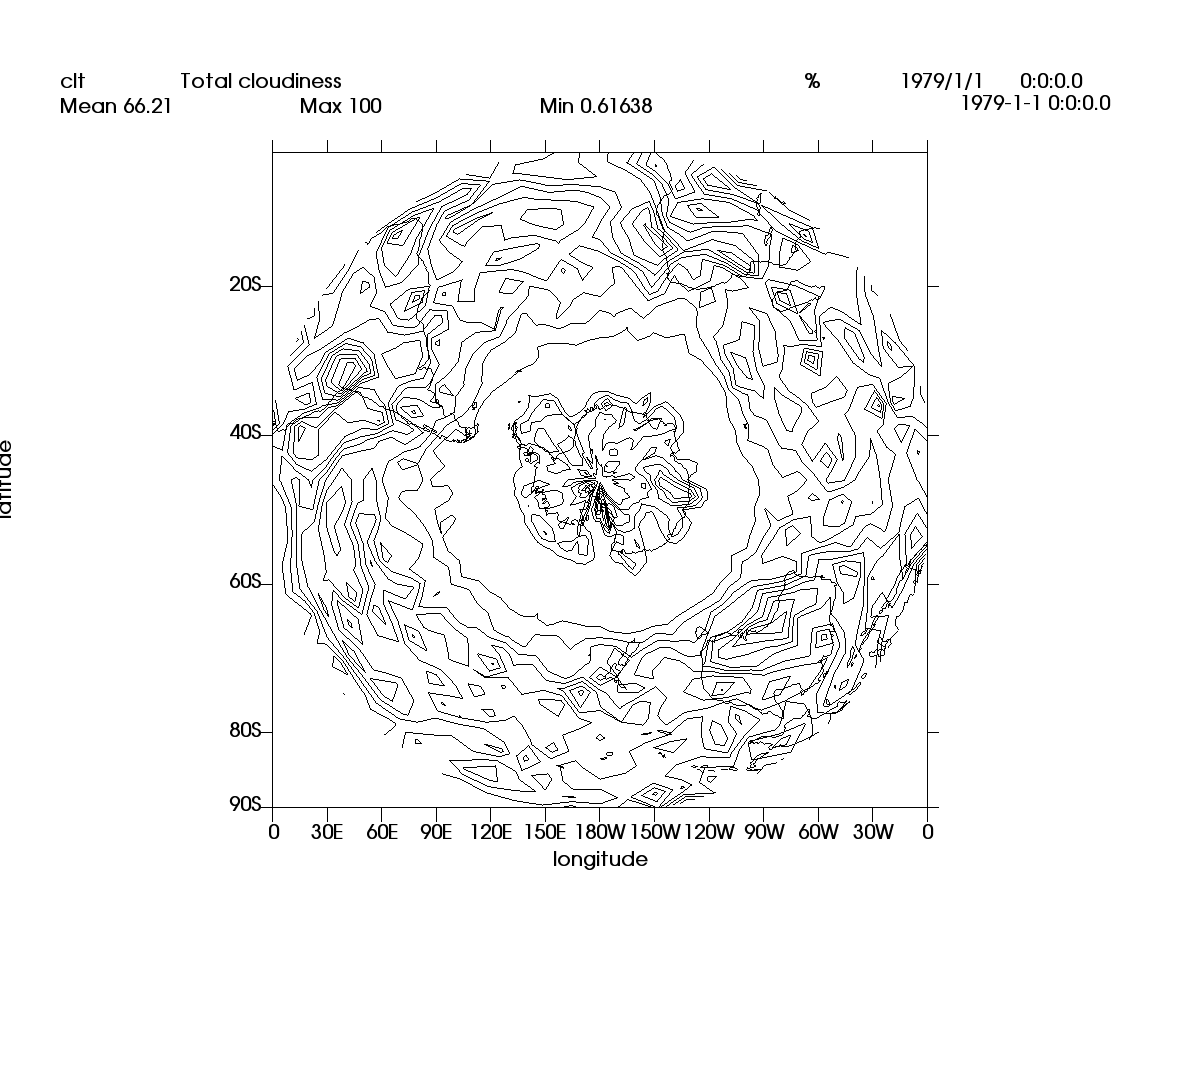 clt Total cloudiness % 1979/1/1 0:0:0.0
Mean 66.21 Max 100 Min 0.61638 1979-1-1 0:0:0.0
20S
40S
latitude
60S
80S
90S
0 30E 60E 90E 120E 150E 180W 150W 120W 90W 60W 30W 0
longitude